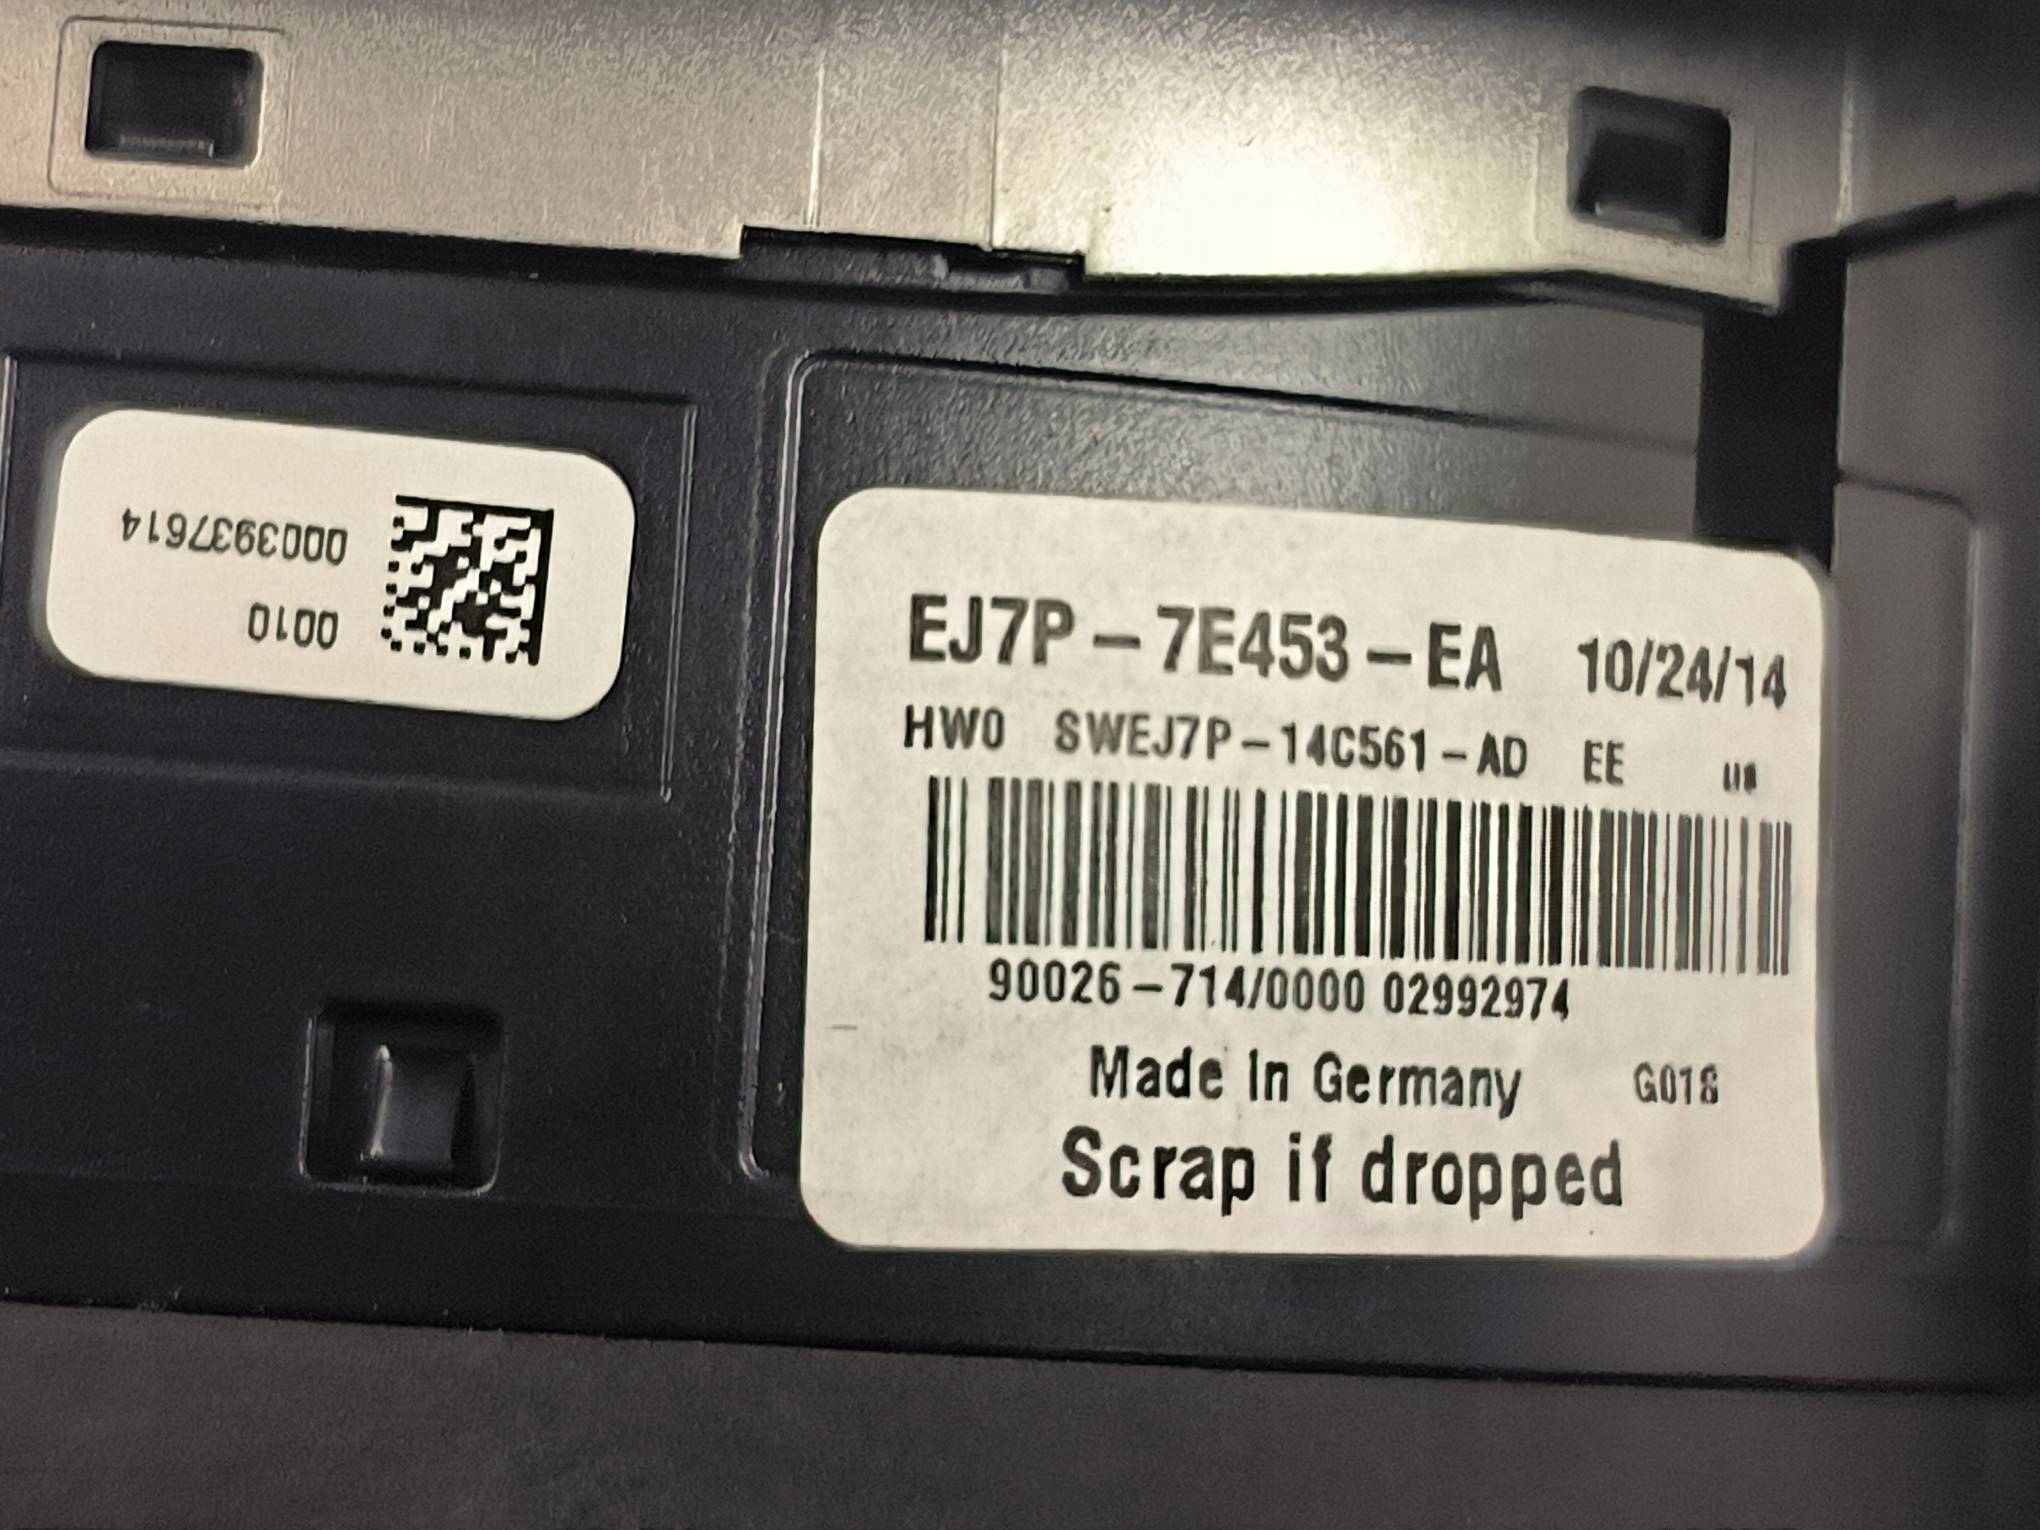 0010
0003937614
EJ7P-7E453-EA 10/24/14
HW0 SWEJ7P-14C561-AD EE
90026-714/0000 02992974
Made In Germany G018
Scrap if dropped